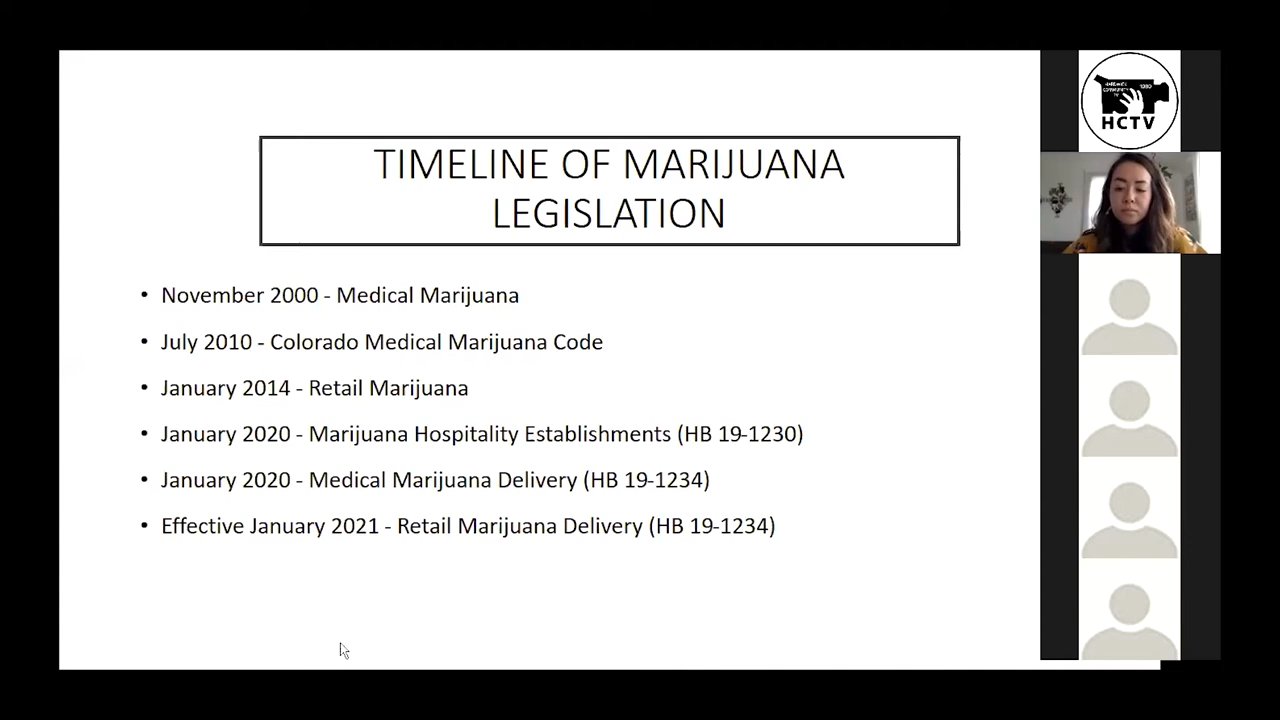 TIMELINE OF MARIJUANA
LEGISLATION
• November 2000 - Medical Marijuana
• July 2010 - Colorado Medical Marijuana Code
• January 2014 - Retail Marijuana
• January 2020 - Marijuana Hospitality Establishments (HB 19-1230)
• January 2020 - Medical Marijuana Delivery (HB 19-1234)
• Effective January 2021 - Retail Marijuana Delivery (HB 19-1234)
HCTV